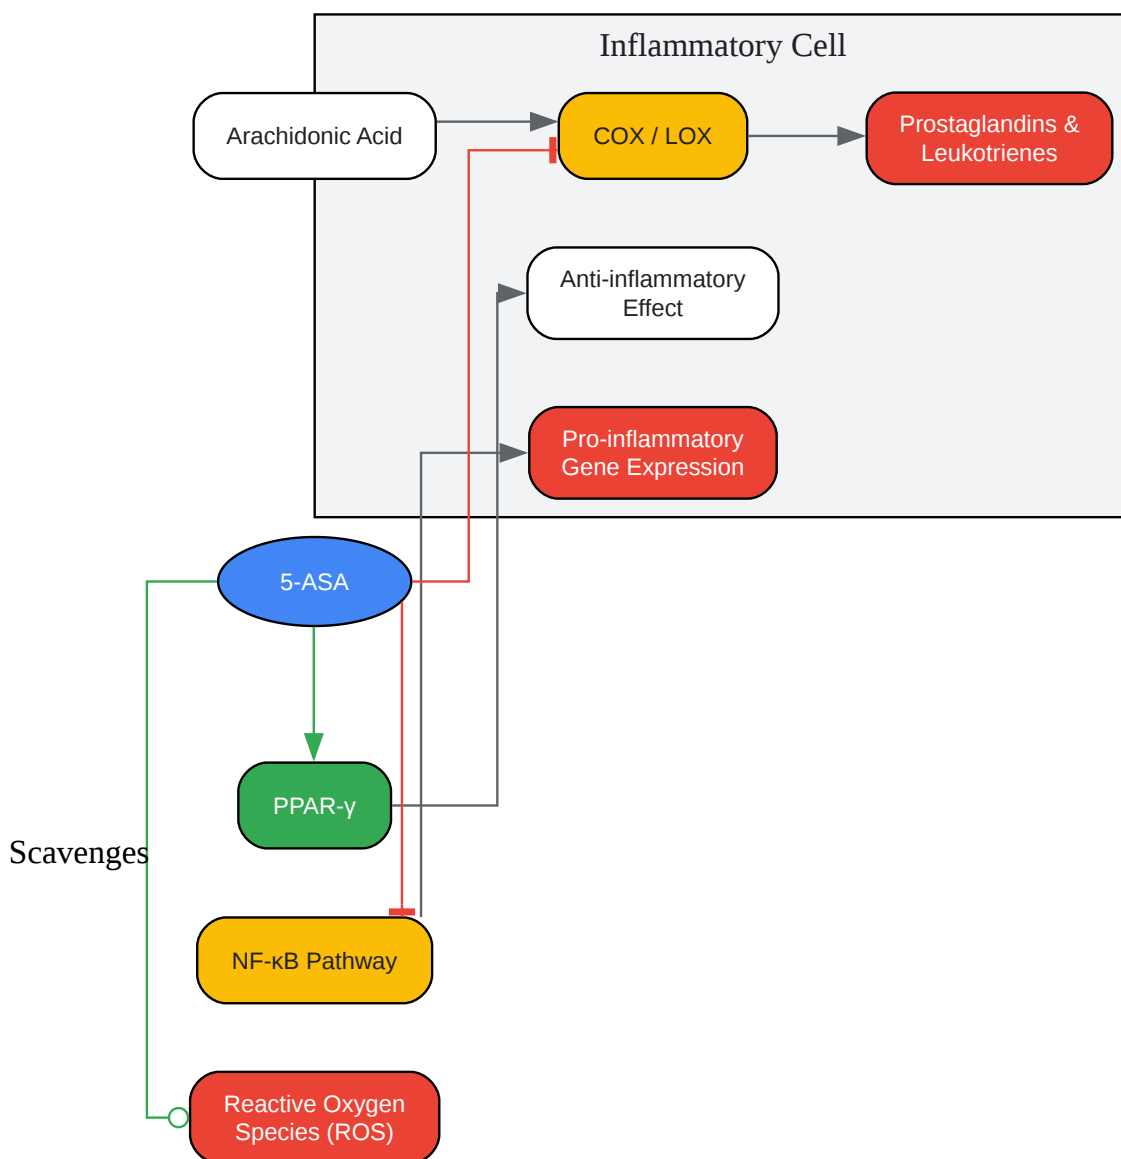 Inflammatory Cell
Arachidonic Acid
COX / LOX
Prostaglandins &
Leukotrienes
Anti-inflammatory
Effect
Pro-inflammatory
Gene Expression
5-ASA
PPAR-γ
Scavenges
NF-κB Pathway
Reactive Oxygen
Species (ROS)